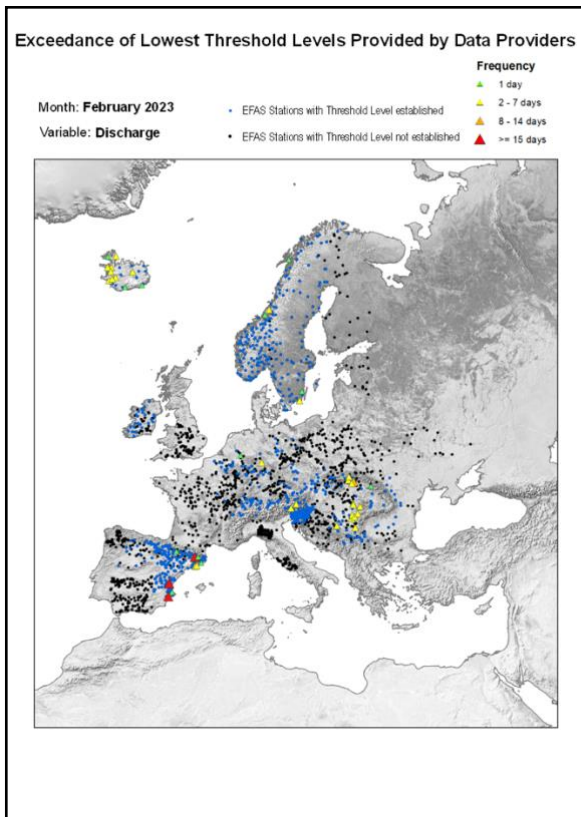 Exceedance of Lowest Threshold Levels Provided by Data Providers
Frequency
1 day
2 - 7 days
8 - 14 days
>= 15 days
Month: February 2023
Variable: Discharge
EFAS Stations with Threshold Level established
EFAS Stations with Threshold Level not established